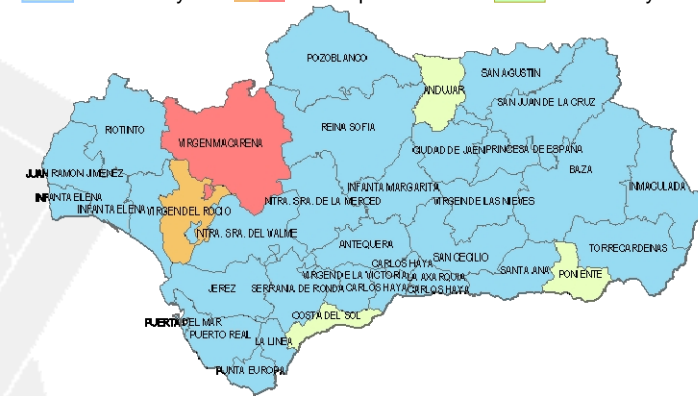 POZOBLANCO
SAN AGUSTIN
ANDUJAR
SAN JUAN DE LA CRUZ
RIOTINTO
REINA SOFIA
VIRGEN MACARENA
CIUDAD DE JAEN
PRINCESA DE ESPAÑA
BAZA
JUAN RAMON JIMENEZ
INFANTA MARGARITA
INMACULADA
INFANTA ELENA
INFANTA ELENA
VIRGEN DEL ROCIO
NTRA. SRA. DE LA MERCED
VIRGEN DE LAS NIEVES
NTRA. SRA. DEL VALME
ANTEQUERA
TORRECARDENAS
CARLOS HAYA
SAN CECILIO
SANTA ANA
PONIENTE
JEREZ
SERRANIA DE RONDA
VIRGEN DE LA VICTORIA
CARLOS HAYA
LA AXARQUIA
CARLOS HAYA
COSTA DEL SOL
PUERTA DEL MAR
PUERTO REAL
LA LINEA
PUNTA EUROPA